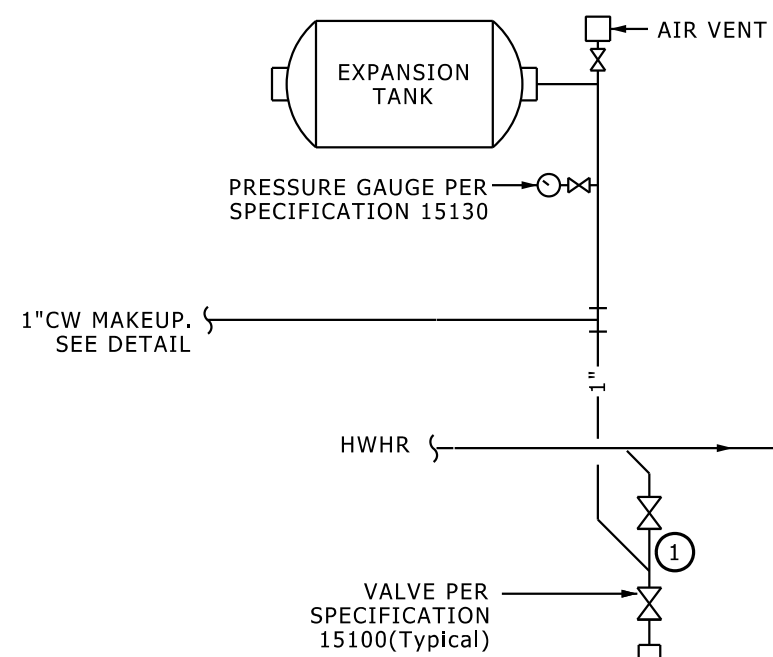 AIR VENT
EXPANSION
TANK
PRESSURE GAUGE PER
SPECIFICATION 15130
1"CW MAKEUP.
SEE DETAIL
1"
HWHR
1
VALVE PER
SPECIFICATION
15100(Typical)